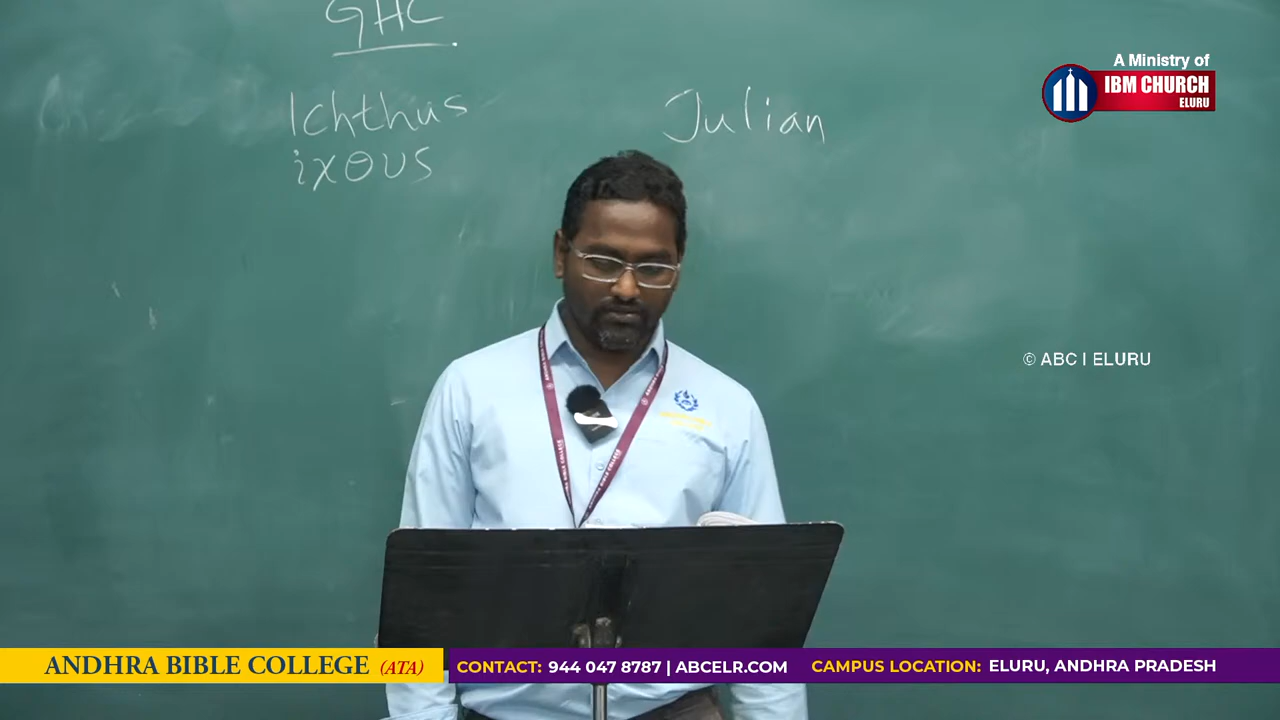 GHC
Ichthus
ixous
Julian
A Ministry of
IBM CHURCH
ELURU
© ABC | ELURU
ANDHRA BIBLE COLLEGE (ATA)
CONTACT: 944 047 8787 | ABCELR.COM
CAMPUS LOCATION: ELURU, ANDHRA PRADESH